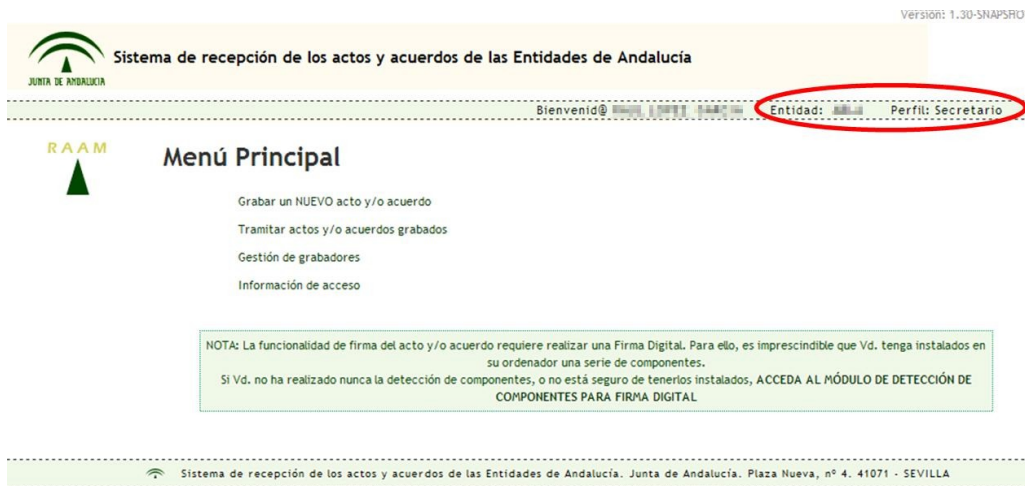 Versión: 1.30-SNAPSHO
Sistema de recepción de los actos y acuerdos de las Entidades de Andalucía
JUNTA DE ANDALUCIA
Bienvenid@ Entidad: Perfil: Secretario
RAAM
Menú Principal
Grabar un NUEVO acto y/o acuerdo
Tramitar actos y/o acuerdos grabados
Gestión de grabadores
Información de acceso
NOTA: La funcionalidad de firma del acto y/o acuerdo requiere realizar una Firma Digital. Para ello, es imprescindible que Vd. tenga instalados en
su ordenador una serie de componentes.
Si Vd. no ha realizado nunca la detección de componentes, o no está seguro de tenerlos instalados, ACCEDA AL MÓDULO DE DETECCIÓN DE
COMPONENTES PARA FIRMA DIGITAL
Sistema de recepción de los actos y acuerdos de las Entidades de Andalucía. Junta de Andalucía. Plaza Nueva, nº 4. 41071 - SEVILLA